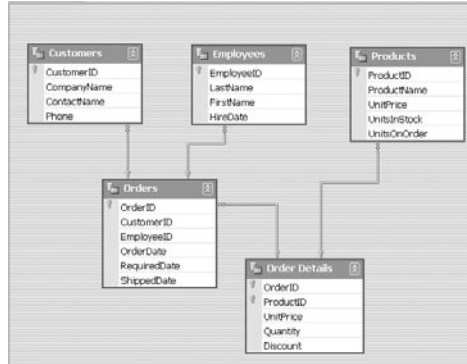 Customers
CustomerID
CompanyName
ContactName
Phone
Employees
EmployeeID
LastName
FirstName
HireDate
Products
ProductID
ProductName
UnitPrice
UnitsInStock
UnitsOnOrder
Orders
OrderID
CustomerID
EmployeeID
OrderDate
RequiredDate
ShippedDate
Order Details
OrderID
ProductID
UnitPrice
Quantity
Discount